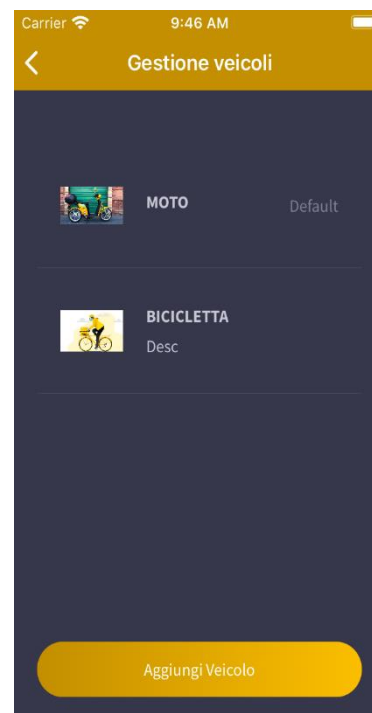 Carrier 9:46 AM
Gestione veicoli
MOTO
Default
BICICLETTA
Desc
Aggiungi Veicolo